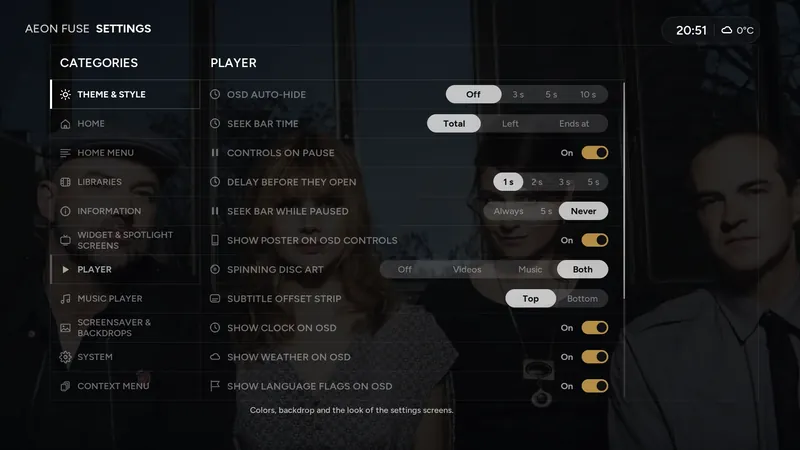 AEON FUSE SETTINGS
20:51 0°C
CATEGORIES
THEME & STYLE
HOME
HOME MENU
LIBRARIES
INFORMATION
WIDGET & SPOTLIGHT
SCREENS
PLAYER
MUSIC PLAYER
SCREENSAVER &
BACKDROPS
SYSTEM
CONTEXT MENU
PLAYER
OSD AUTO-HIDE Off 3 s 5 s 10 s
SEEK BAR TIME Total Left Ends at
CONTROLS ON PAUSE On
DELAY BEFORE THEY OPEN 1 s 2 s 3 s 5 s
SEEK BAR WHILE PAUSED Always 5 s Never
SHOW POSTER ON OSD CONTROLS On
SPINNING DISC ART Off Videos Music Both
SUBTITLE OFFSET STRIP Top Bottom
SHOW CLOCK ON OSD On
SHOW WEATHER ON OSD On
SHOW LANGUAGE FLAGS ON OSD On
Colors, backdrop and the look of the settings screens.